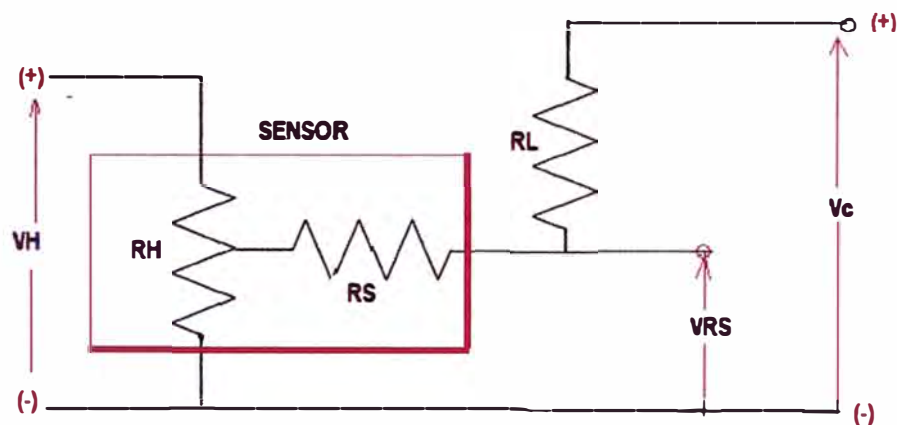 (+)
(+)
SENSOR
RL
VH
RH
Vc
RS
VRS
(-)
(-)